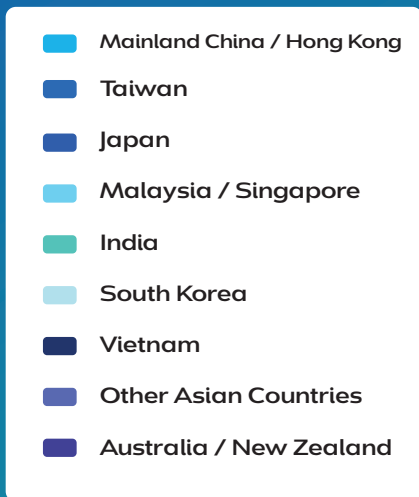 Mainland China / Hong Kong
Taiwan
Japan
Malaysia / Singapore
India
South Korea
Vietnam
Other Asian Countries
Australia / New Zealand